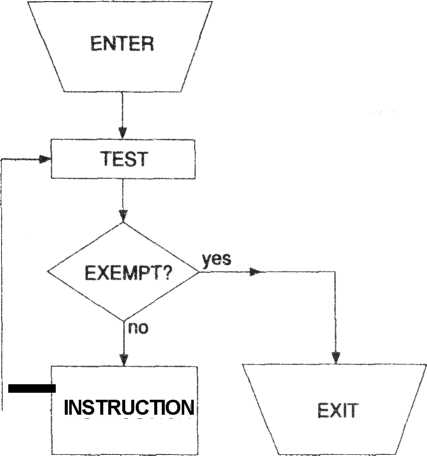 ENTER
TEST
EXEMPT?
yes
no
INSTRUCTION
EXIT